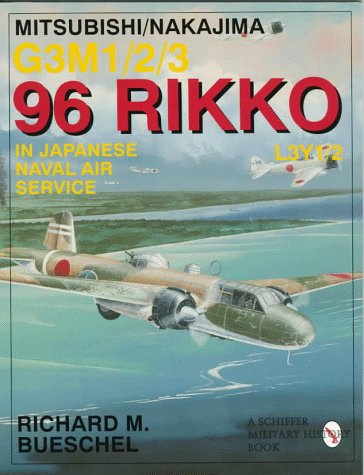 MITSUBISHI/NAKAJIMA
G3M1/2/3
96 RIKKO
IN JAPANESE
NAVAL AIR
SERVICE
L3Y1/2
RICHARD M.
BUESCHEL
A SCHIFFER
MILITARY HISTORY
BOOK